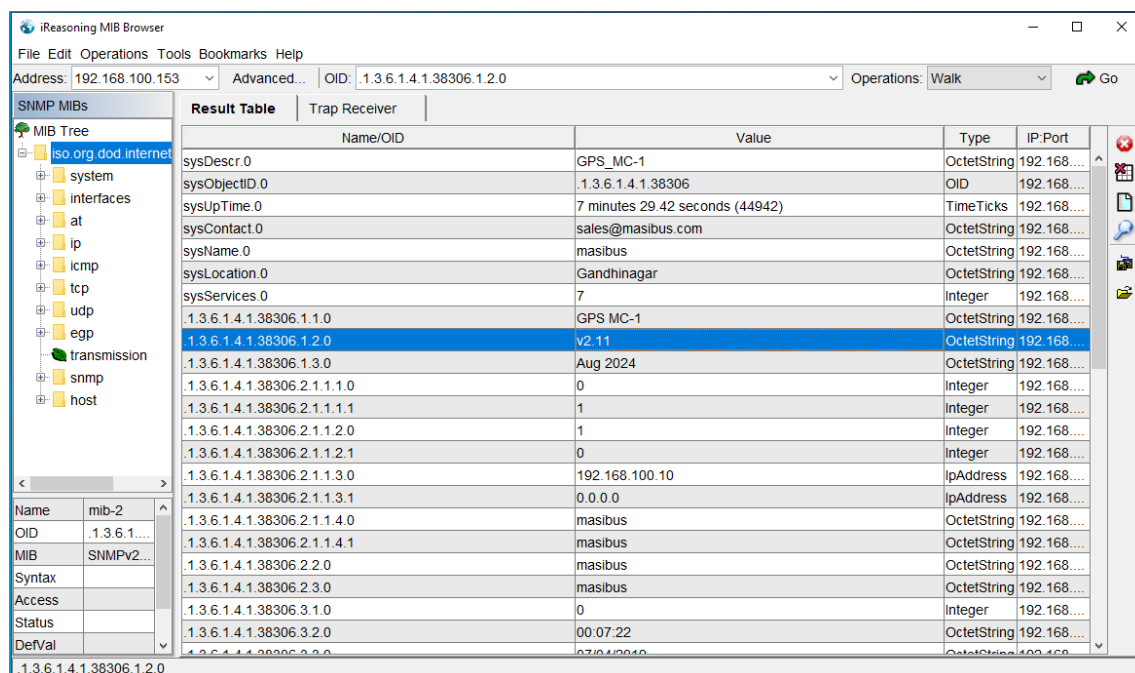 iReasoning MIB Browser
File Edit Operations Tools Bookmarks Help
Address: 192.168.100.153 Advanced... OID: .1.3.6.1.4.1.38306.1.2.0 Operations: Walk Go
SNMP MIBs
MIB Tree
iso.org.dod.internet
system
interfaces
at
ip
icmp
tcp
udp
egp
transmission
snmp
host
Name mib-2
OID .1.3.6.1....
MIB SNMPv2...
Syntax
Access
Status
DefVal
Result Table Trap Receiver
Name/OID Value Type IP:Port
sysDescr.0 GPS_MC-1 OctetString 192.168....
sysObjectID.0 .1.3.6.1.4.1.38306 OID 192.168....
sysUpTime.0 7 minutes 29.42 seconds (44942) TimeTicks 192.168....
sysContact.0 sales@masibus.com OctetString 192.168....
sysName.0 masibus OctetString 192.168....
sysLocation.0 Gandhinagar OctetString 192.168....
sysServices.0 7 Integer 192.168....
.1.3.6.1.4.1.38306.1.1.0 GPS MC-1 OctetString 192.168....
.1.3.6.1.4.1.38306.1.2.0 v2.11 OctetString 192.168....
.1.3.6.1.4.1.38306.1.3.0 Aug 2024 OctetString 192.168....
.1.3.6.1.4.1.38306.2.1.1.1.0 0 Integer 192.168....
.1.3.6.1.4.1.38306.2.1.1.1.1 1 Integer 192.168....
.1.3.6.1.4.1.38306.2.1.1.2.0 1 Integer 192.168....
.1.3.6.1.4.1.38306.2.1.1.2.1 0 Integer 192.168....
.1.3.6.1.4.1.38306.2.1.1.3.0 192.168.100.10 IpAddress 192.168....
.1.3.6.1.4.1.38306.2.1.1.3.1 0.0.0.0 IpAddress 192.168....
.1.3.6.1.4.1.38306.2.1.1.4.0 masibus OctetString 192.168....
.1.3.6.1.4.1.38306.2.1.1.4.1 masibus OctetString 192.168....
.1.3.6.1.4.1.38306.2.2.0 masibus OctetString 192.168....
.1.3.6.1.4.1.38306.2.3.0 masibus OctetString 192.168....
.1.3.6.1.4.1.38306.3.1.0 0 Integer 192.168....
.1.3.6.1.4.1.38306.3.2.0 00:07:22 OctetString 192.168....
.1.3.6.1.4.1.38306.1.2.0